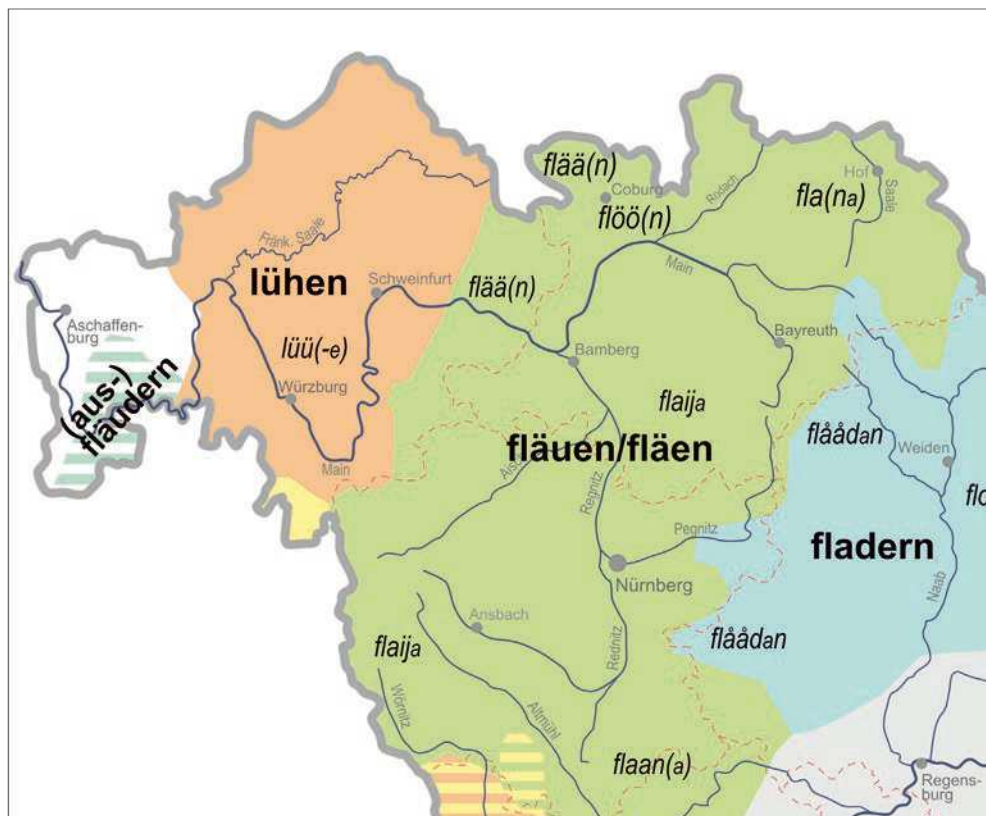 flää(n)
Coburg
flöö(n)
Rodach
Hof
fla(na)
Saale
Fränk. Saale
lühen
Schweinfurt
flää(n)
Main
Aschaffen-
burg
Bayreuth
(aus-)
fläudern
lüü(-e)
Würzburg
Bamberg
flaija
flåådan
Main
Aisch
fläuen/fläen
Weiden
Regnitz
Pegnitz
fladern
Nürnberg
Naab
Ansbach
flaija
Rednitz
flåådan
Wörnitz
Altmühl
flaan(a)
Regens-
burg